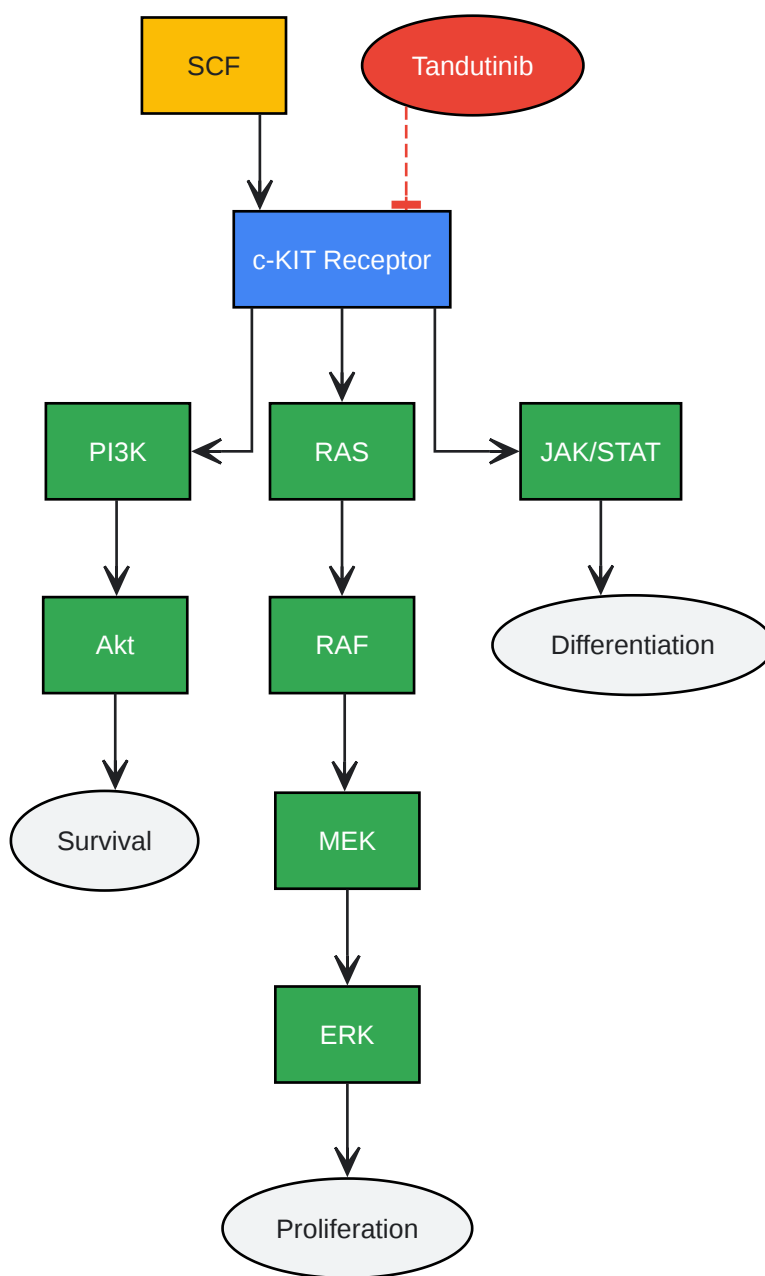 SCF
Tandutinib
c-KIT Receptor
PI3K
RAS
JAK/STAT
Akt
RAF
Differentiation
Survival
MEK
ERK
Proliferation